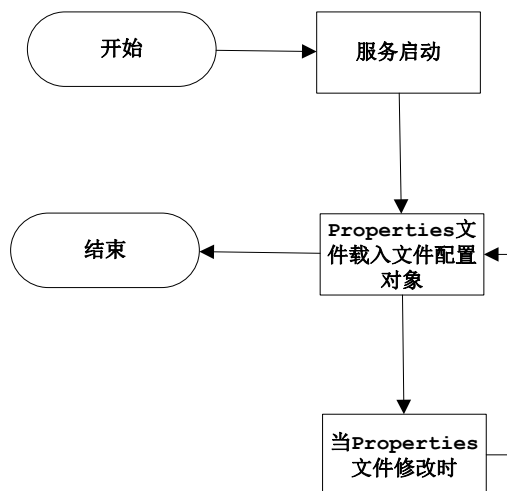 开始
服务启动
结束
Properties文
件载入文件配置
对象
当Properties
文件修改时